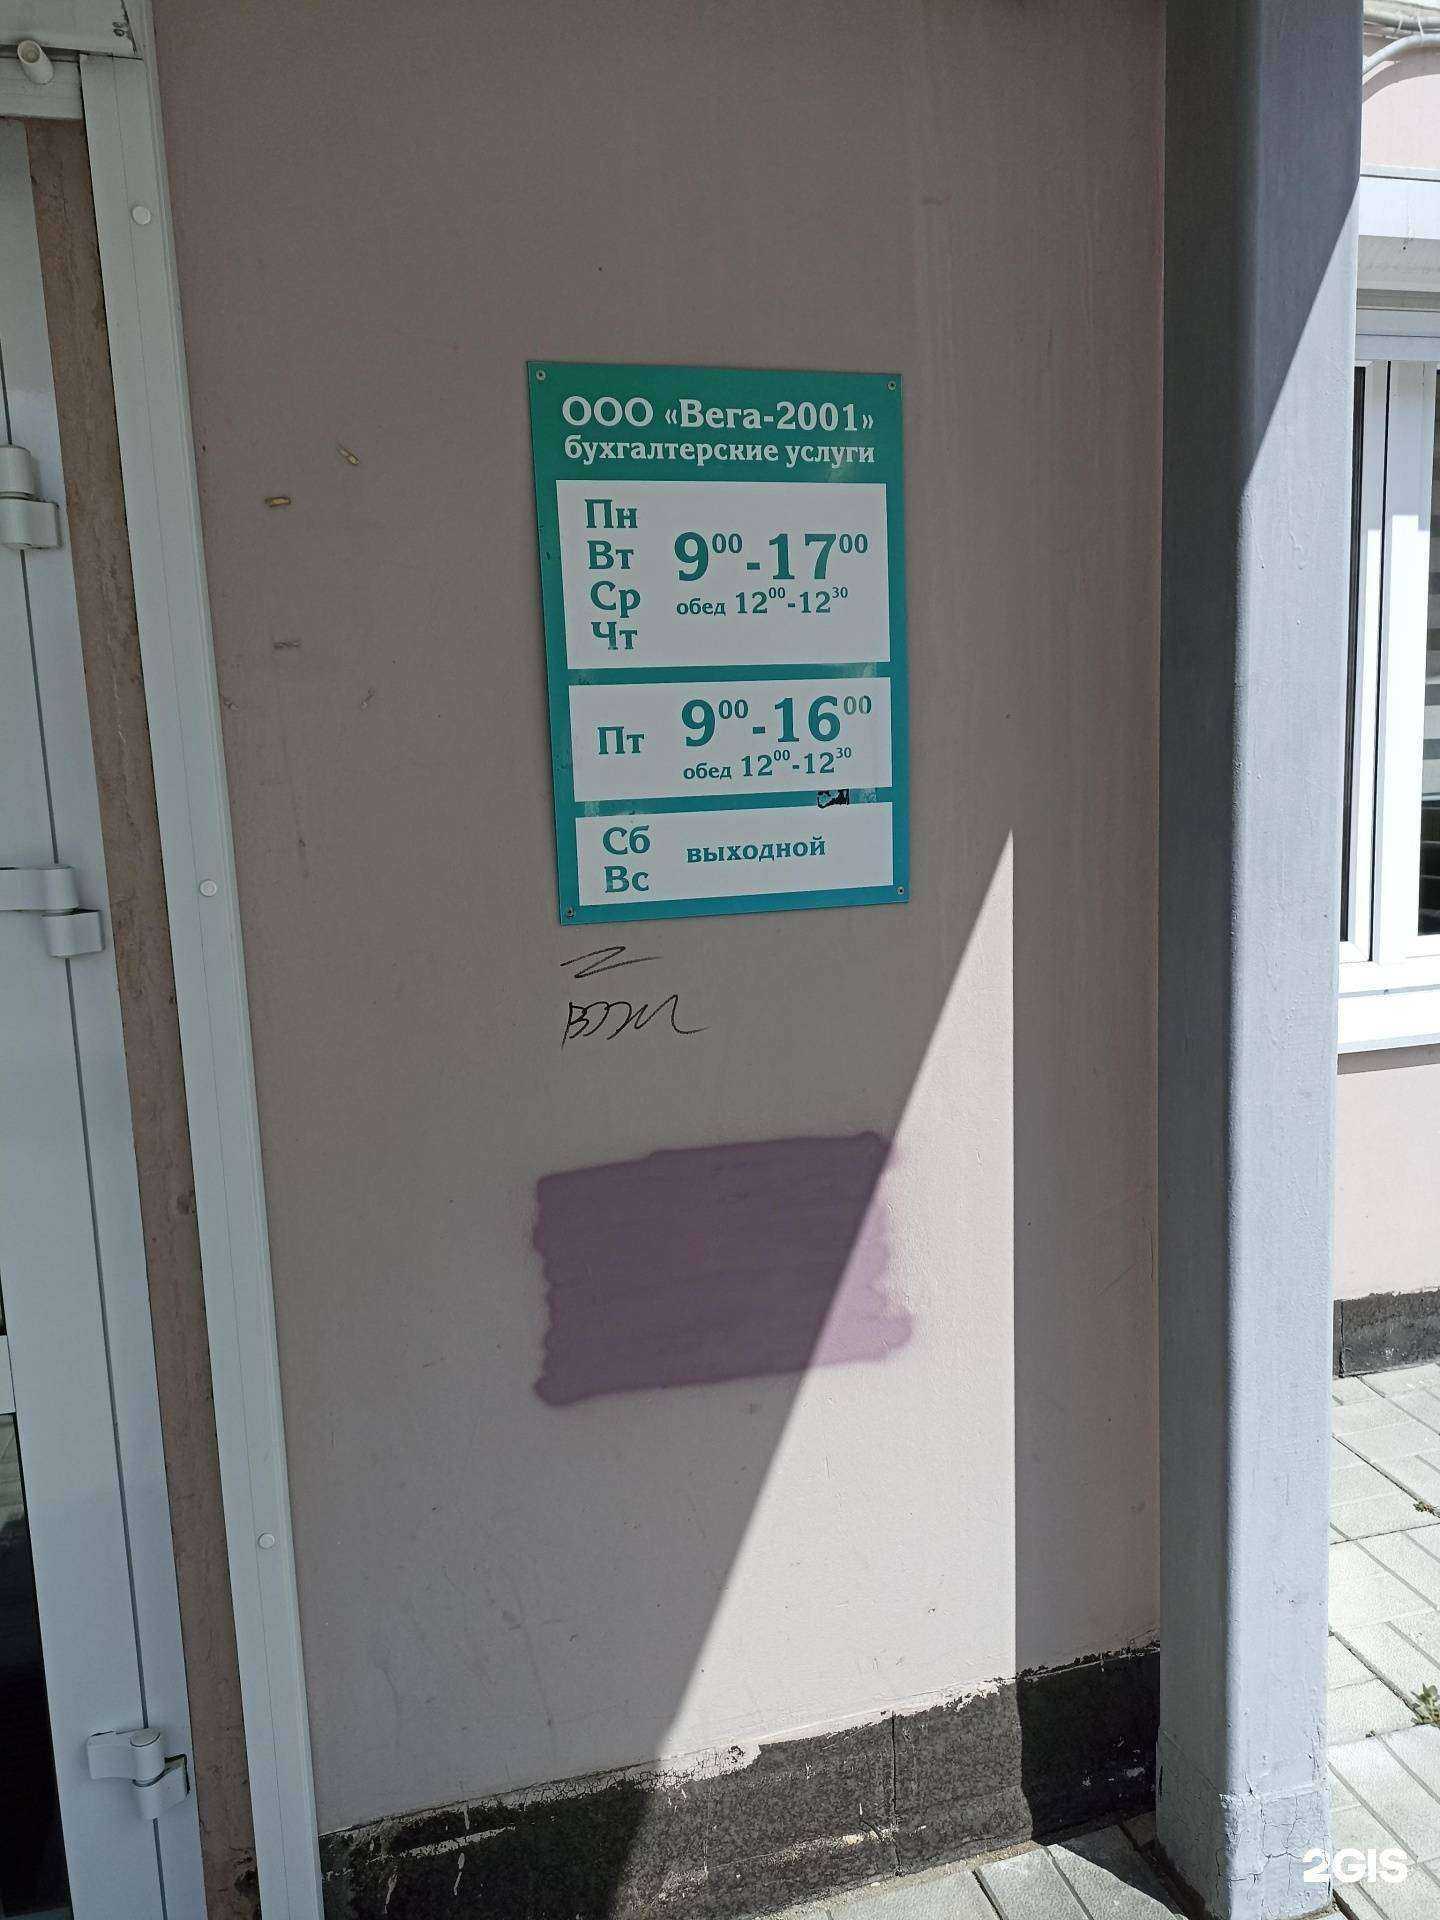 ООО «Вега-2001»
бухгалтерские услуги
Пн
Вт
Ср
Чт
9⁰⁰-17⁰⁰
обед 12⁰⁰-12³⁰
Пт
9⁰⁰-16⁰⁰
обед 12⁰⁰-12³⁰
Сб
Вс
выходной
2GIS